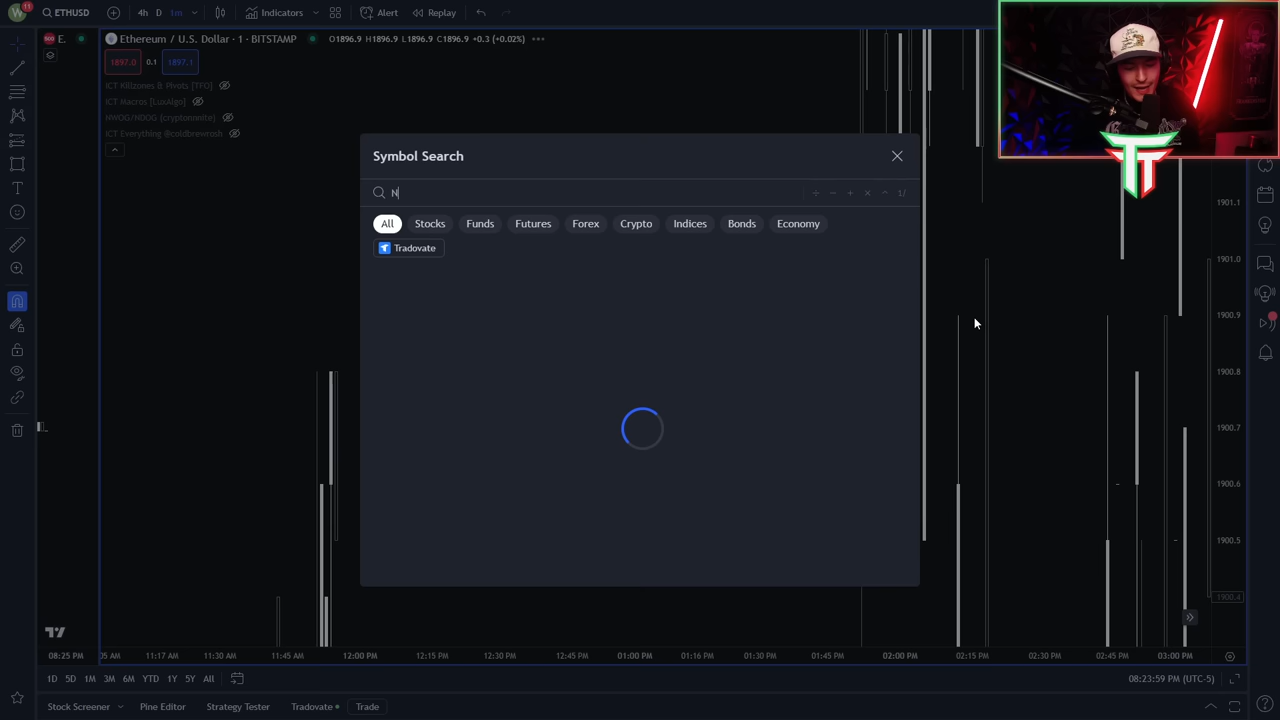 W 11 ETHUSD 4h D 1m Indicators Alert Replay
E.
Ethereum / U.S. Dollar · 1 · BITSTAMP O1896.9 H1896.9 L1896.9 C1896.9 +0.3 (+0.02%)
1897.0 0.1 1897.1
ICT Killzones & Pivots [TFO]
ICT Macros [LuxAlgo]
NWOG/NDOG (cryptonnnite)
ICT Everything @coldbrewrosh
Symbol Search
N
1/
All Stocks Funds Futures Forex Crypto Indices Bonds Economy
Tradovate
1901.1
1901.0
1900.9
1900.8
1900.7
1900.6
1900.5
1900.4
08:25 PM :05 AM 11:17 AM 11:30 AM 11:45 AM 12:00 PM 12:15 PM 12:30 PM 12:45 PM 01:00 PM 01:16 PM 01:30 PM 01:45 PM 02:00 PM 02:15 PM 02:30 PM 02:45 PM 03:00 PM
1D 5D 1M 3M 6M YTD 1Y 5Y All 08:23:59 PM (UTC-5)
Stock Screener Pine Editor Strategy Tester Tradovate Trade